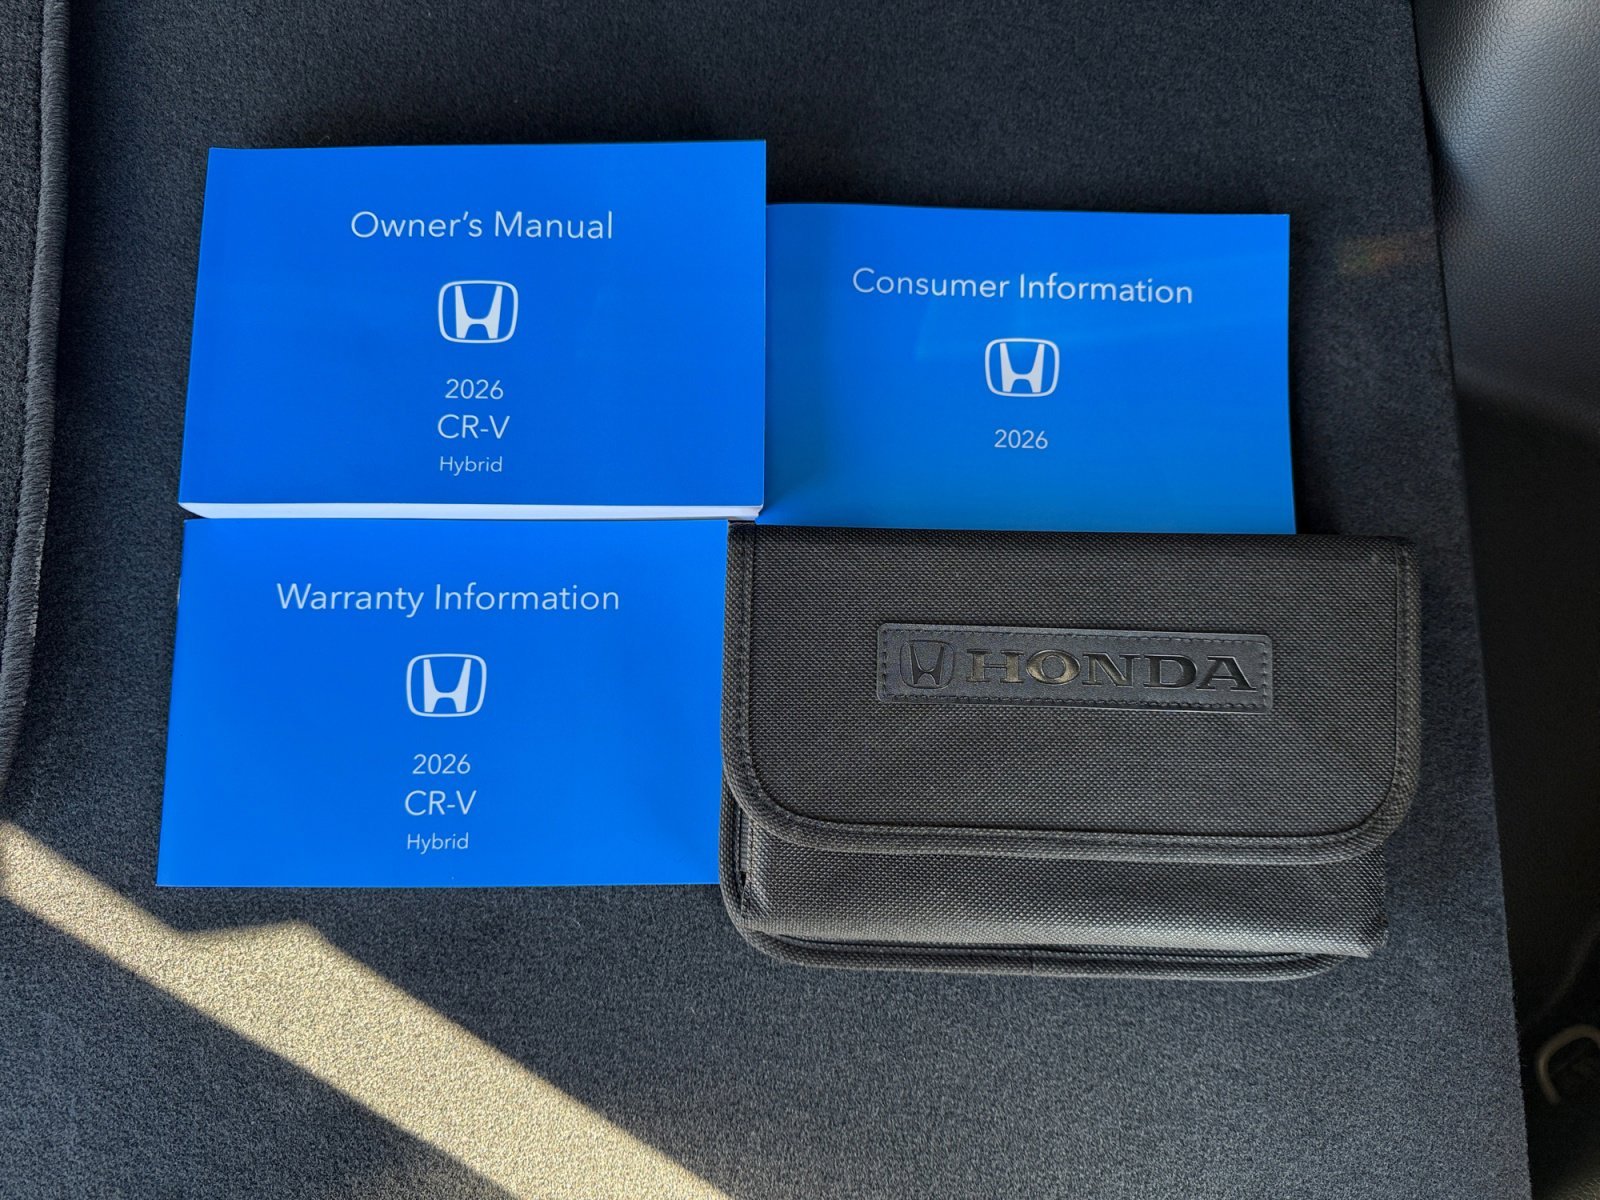 Owner's Manual
2026
CR-V
Hybrid
Consumer Information
2026
Warranty Information
2026
CR-V
Hybrid
HONDA